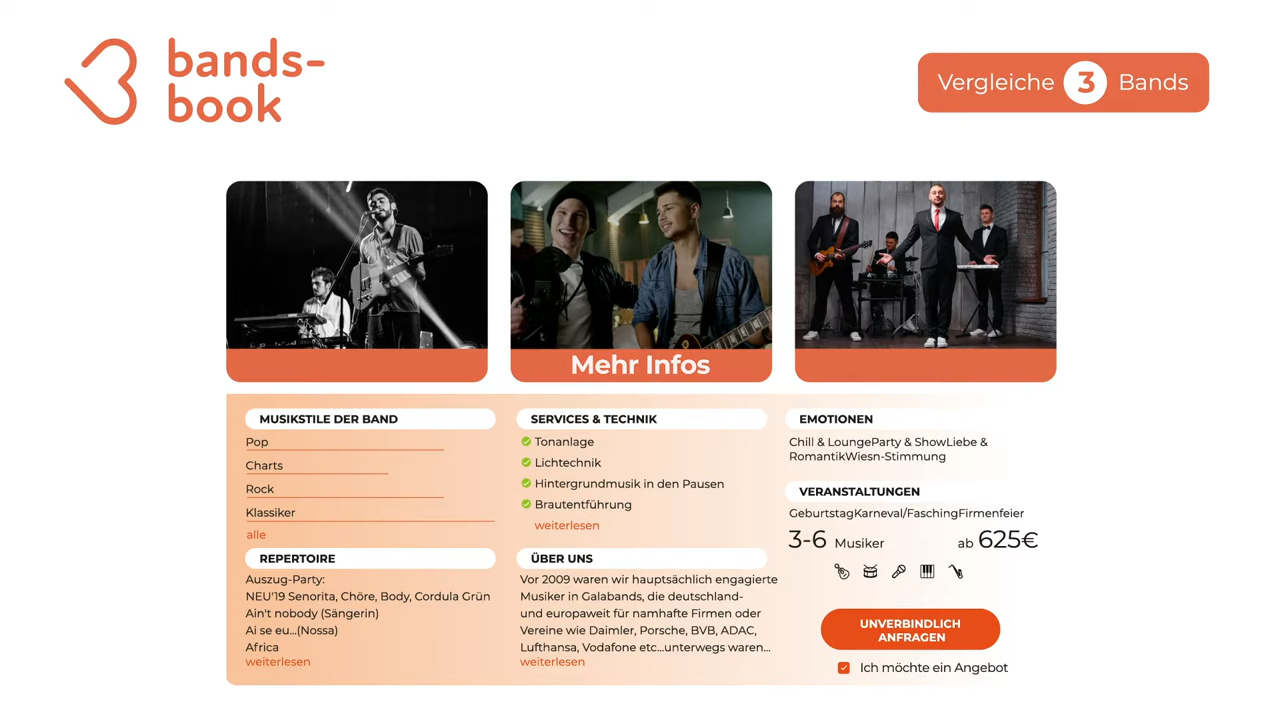 bands-
book
Vergleiche 3 Bands
Mehr Infos
MUSIKSTILE DER BAND
Pop
Charts
Rock
Klassiker
alle
REPERTOIRE
Auszug-Party:
NEU'19 Senorita, Chöre, Body, Cordula Grün
Ain't nobody (Sängerin)
Ai se eu...(Nossa)
Africa
weiterlesen
SERVICES & TECHNIK
Tonanlage
Lichtechnik
Hintergrundmusik in den Pausen
Brautentführung
weiterlesen
ÜBER UNS
Vor 2009 waren wir hauptsächlich engagierte
Musiker in Galabands, die deutschland-
und europaweit für namhafte Firmen oder
Vereine wie Daimler, Porsche, BVB, ADAC,
Lufthansa, Vodafone etc...unterwegs waren...
weiterlesen
EMOTIONEN
Chill & LoungeParty & ShowLiebe &
RomantikWiesn-Stimmung
VERANSTALTUNGEN
GeburtstagKarneval/FaschingFirmenfeier
3-6 Musiker ab 625€
UNVERBINDLICH
ANFRAGEN
Ich möchte ein Angebot